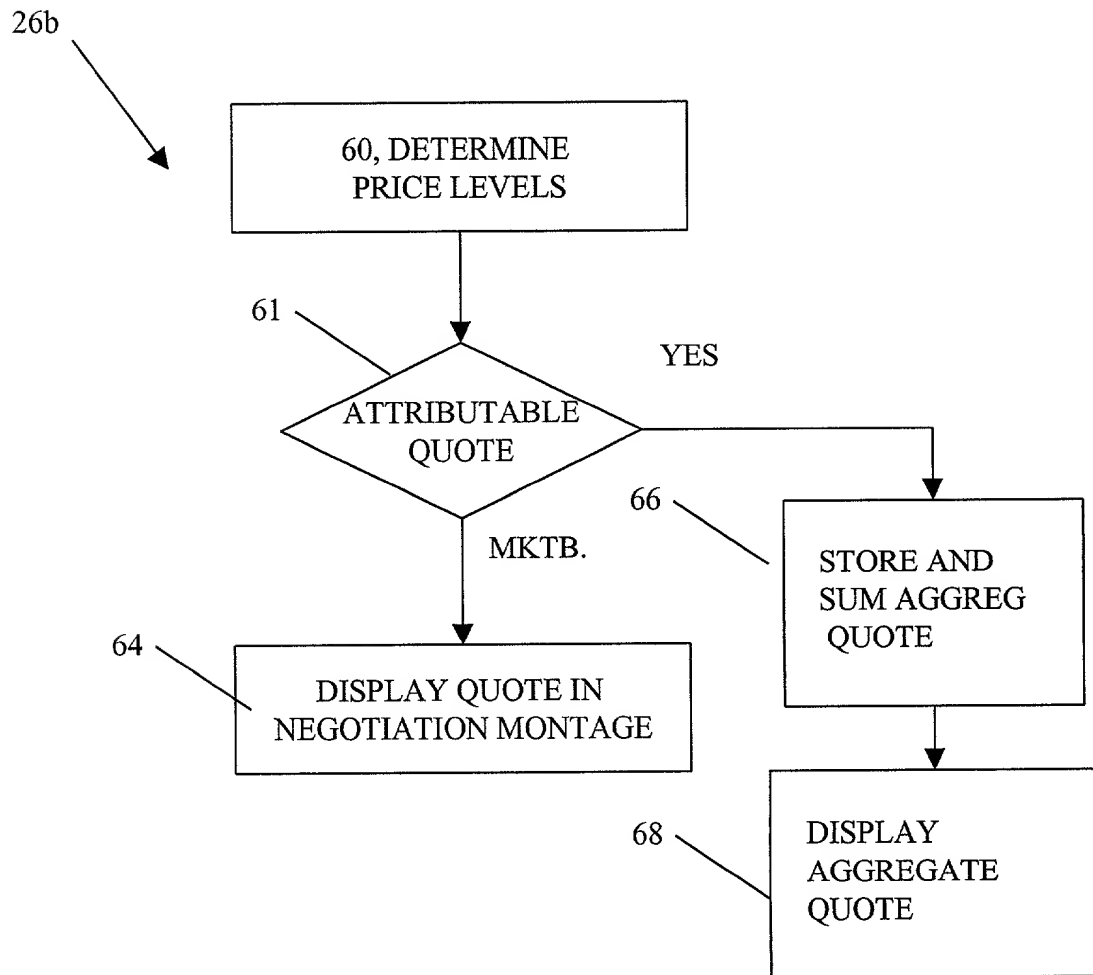 26b
60, DETERMINE
PRICE LEVELS
61
YES
ATTRIBUTABLE
QUOTE
66
MKTB.
STORE AND
SUM AGGREG
QUOTE
64
DISPLAY QUOTE IN
NEGOTIATION MONTAGE
68
DISPLAY
AGGREGATE
QUOTE